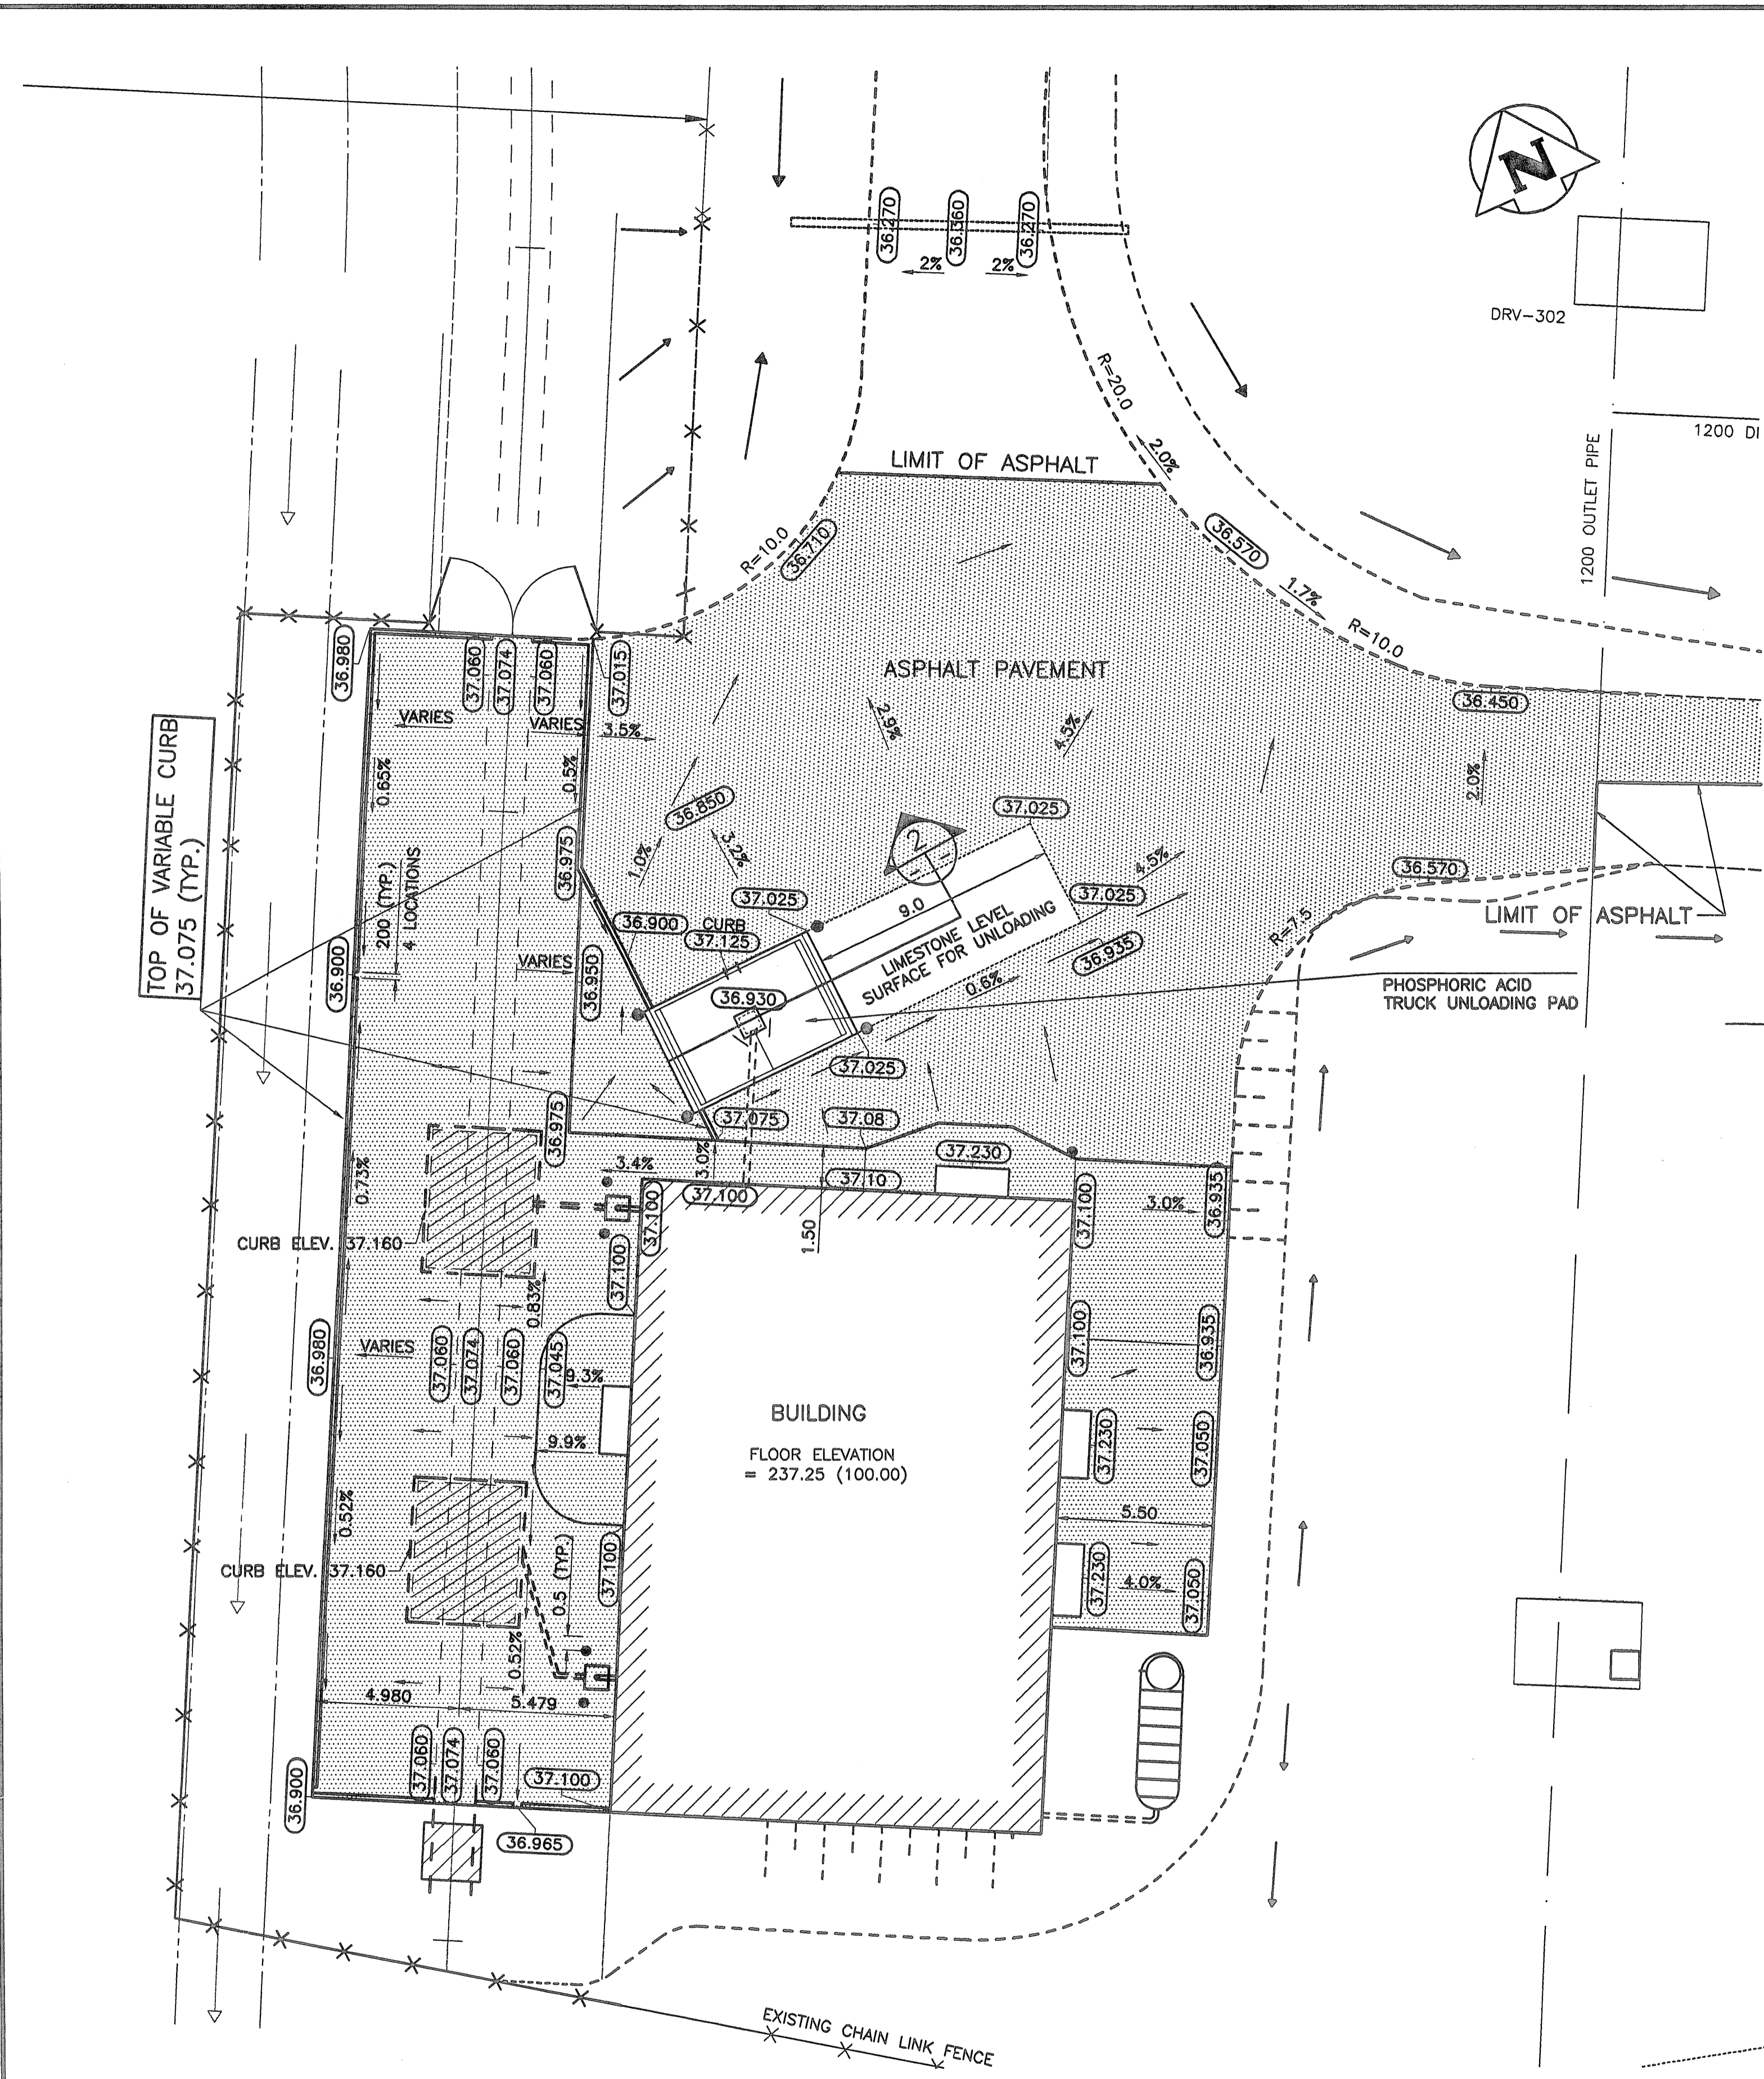 N
36.270
36.360
36.270
2%
2%
DRV-302
R=20.0
2.0%
1200 DI
1200 OUTLET PIPE
LIMIT OF ASPHALT
R=10.0
36.710
36.570
1.7%
R=10.0
36.980
37.060
37.074
37.060
37.015
ASPHALT PAVEMENT
36.450
VARIES
VARIES
3.5%
2.9%
4.5%
TOP OF VARIABLE CURB
37.075 (TYP.)
0.65%
0.5%
2.0%
36.850
37.025
2
36.975
1.0%
3.2%
4.5%
36.570
200 (TYP.)
4 LOCATIONS
37.025
37.025
9.0
36.900
CURB
37.125
LIMESTONE LEVEL
SURFACE FOR UNLOADING
R=7.5
LIMIT OF ASPHALT
36.900
VARIES
36.950
36.935
36.930
0.6%
PHOSPHORIC ACID
TRUCK UNLOADING PAD
37.025
36.975
37.075
37.08
3.4%
3.0%
37.230
0.73%
37.100
37.100
37.10
37.100
3.0%
36.935
CURB ELEV. 37.160
1.50
37.100
0.83%
36.980
VARIES
37.060
37.074
37.060
37.045
9.3%
37.100
36.935
BUILDING
9.9%
FLOOR ELEVATION
= 237.25 (100.00)
37.230
37.050
0.52%
5.50
CURB ELEV. 37.160
0.5 (TYP.)
37.100
37.230
4.0%
37.050
0.52%
4.980
5.479
37.060
37.074
37.060
37.100
36.900
36.965
EXISTING CHAIN LINK FENCE